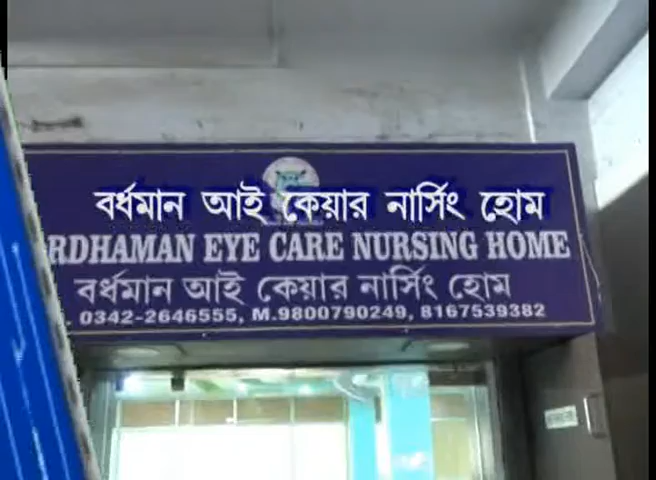 বর্ধমান আই কেয়ার নার্সিং হোম
RDHAMAN EYE CARE NURSING HOME
বর্ধমান আই কেয়ার নার্সিং হোম
0342-2646555, M.9800790249, 8167539382